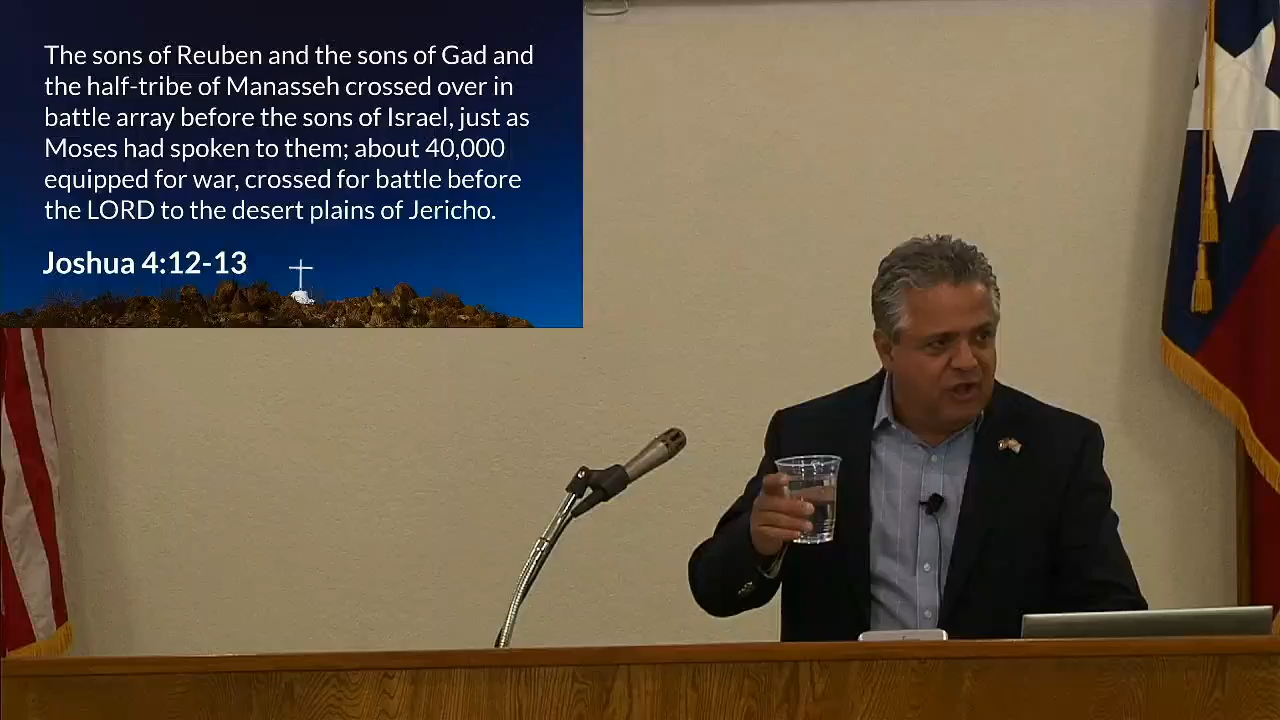 The sons of Reuben and the sons of Gad and
the half-tribe of Manasseh crossed over in
battle array before the sons of Israel, just as
Moses had spoken to them; about 40,000
equipped for war, crossed for battle before
the LORD to the desert plains of Jericho.
Joshua 4:12-13